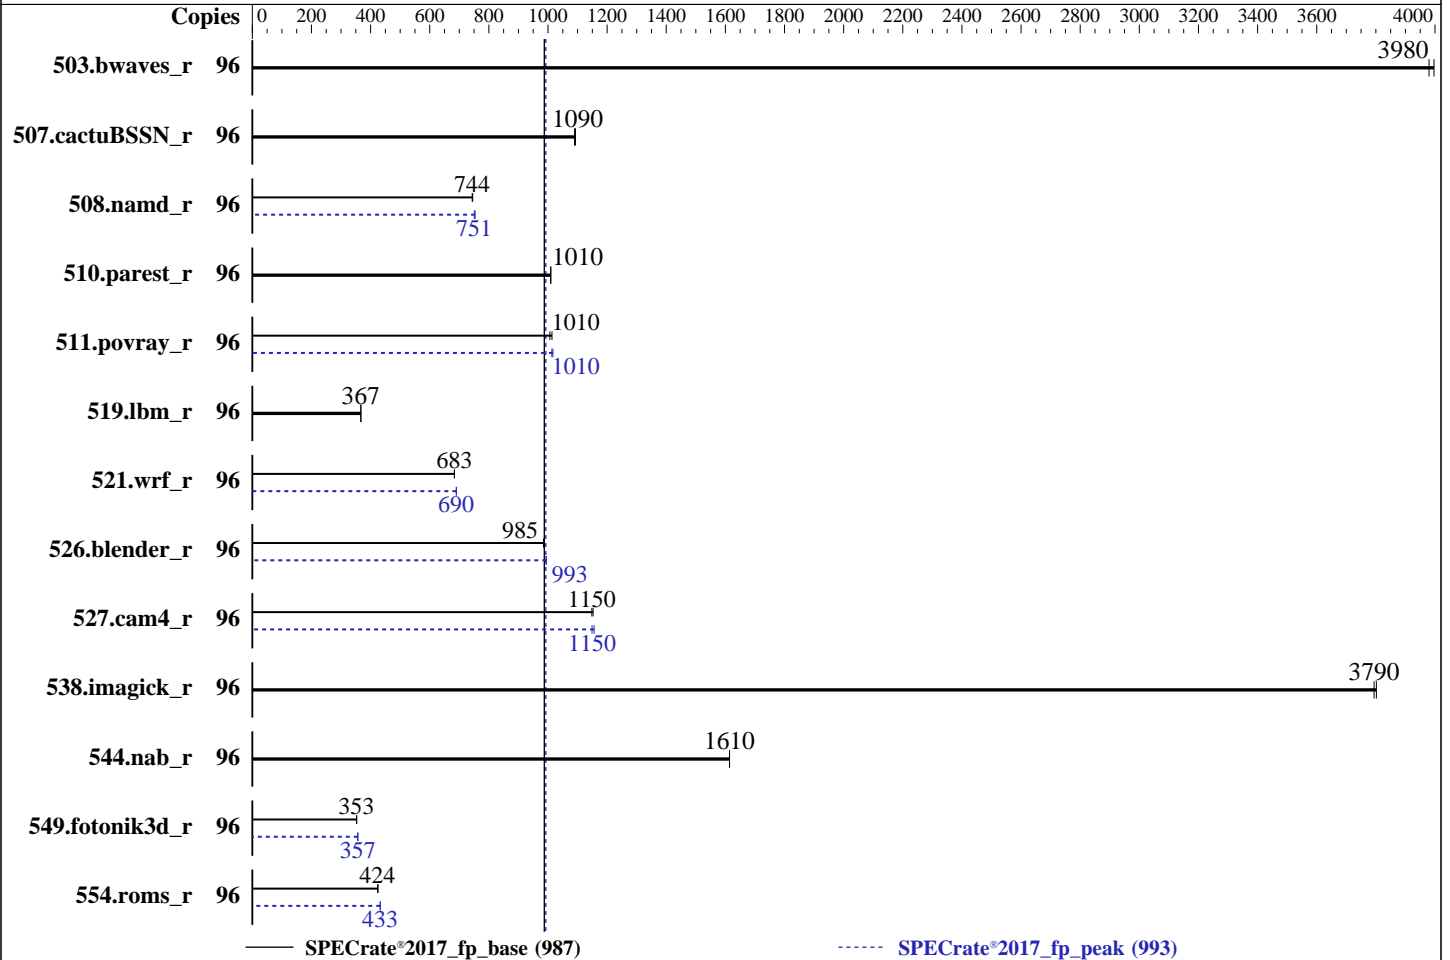 Copies 0 200 400 600 800 1000 1200 1400 1600 1800 2000 2200 2400 2600 2800 3000 3200 3400 3600 4000
3980
503.bwaves_r 96
1090
507.cactuBSSN_r 96
744
508.namd_r 96
751
1010
510.parest_r 96
1010
511.povray_r 96
1010
367
519.lbm_r 96
683
521.wrf_r 96
690
985
526.blender_r 96
993
1150
527.cam4_r 96
1150
3790
538.imagick_r 96
1610
544.nab_r 96
353
549.fotonik3d_r 96
357
424
554.roms_r 96
433
SPECrate®2017_fp_base (987) SPECrate®2017_fp_peak (993)